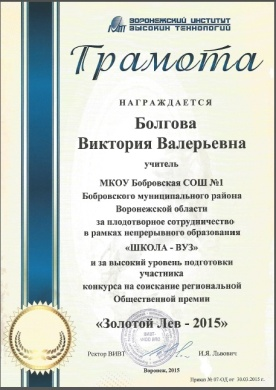 ВОРОНЕЖСКИЙ ИНСТИТУТ
ВЫСОКИХ ТЕХНОЛОГИЙ
Грамота
НАГРАЖДАЕТСЯ
Болгова
Виктория Валерьевна
учитель
МКОУ Бобровская СОШ №1
Бобровского муниципального района
Воронежской области
за плодотворное сотрудничество
в рамках непрерывного образования
«ШКОЛА - ВУЗ»
и за высокий уровень подготовки
участника
конкурса на соискание региональной
Общественной премии
«Золотой Лев - 2015»
Ректор ВИВТ И.Я. Львович
Воронеж, 2015
Приказ № 97-ОД от 30.03.2015 г.